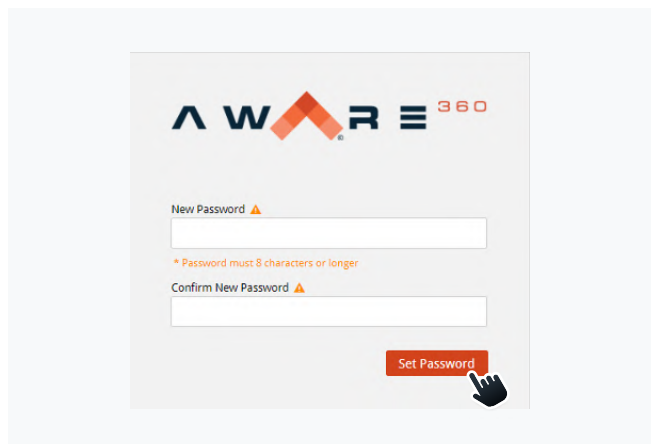 AWARE 360
©
New Password
* Password must 8 characters or longer
Confirm New Password
Set Password